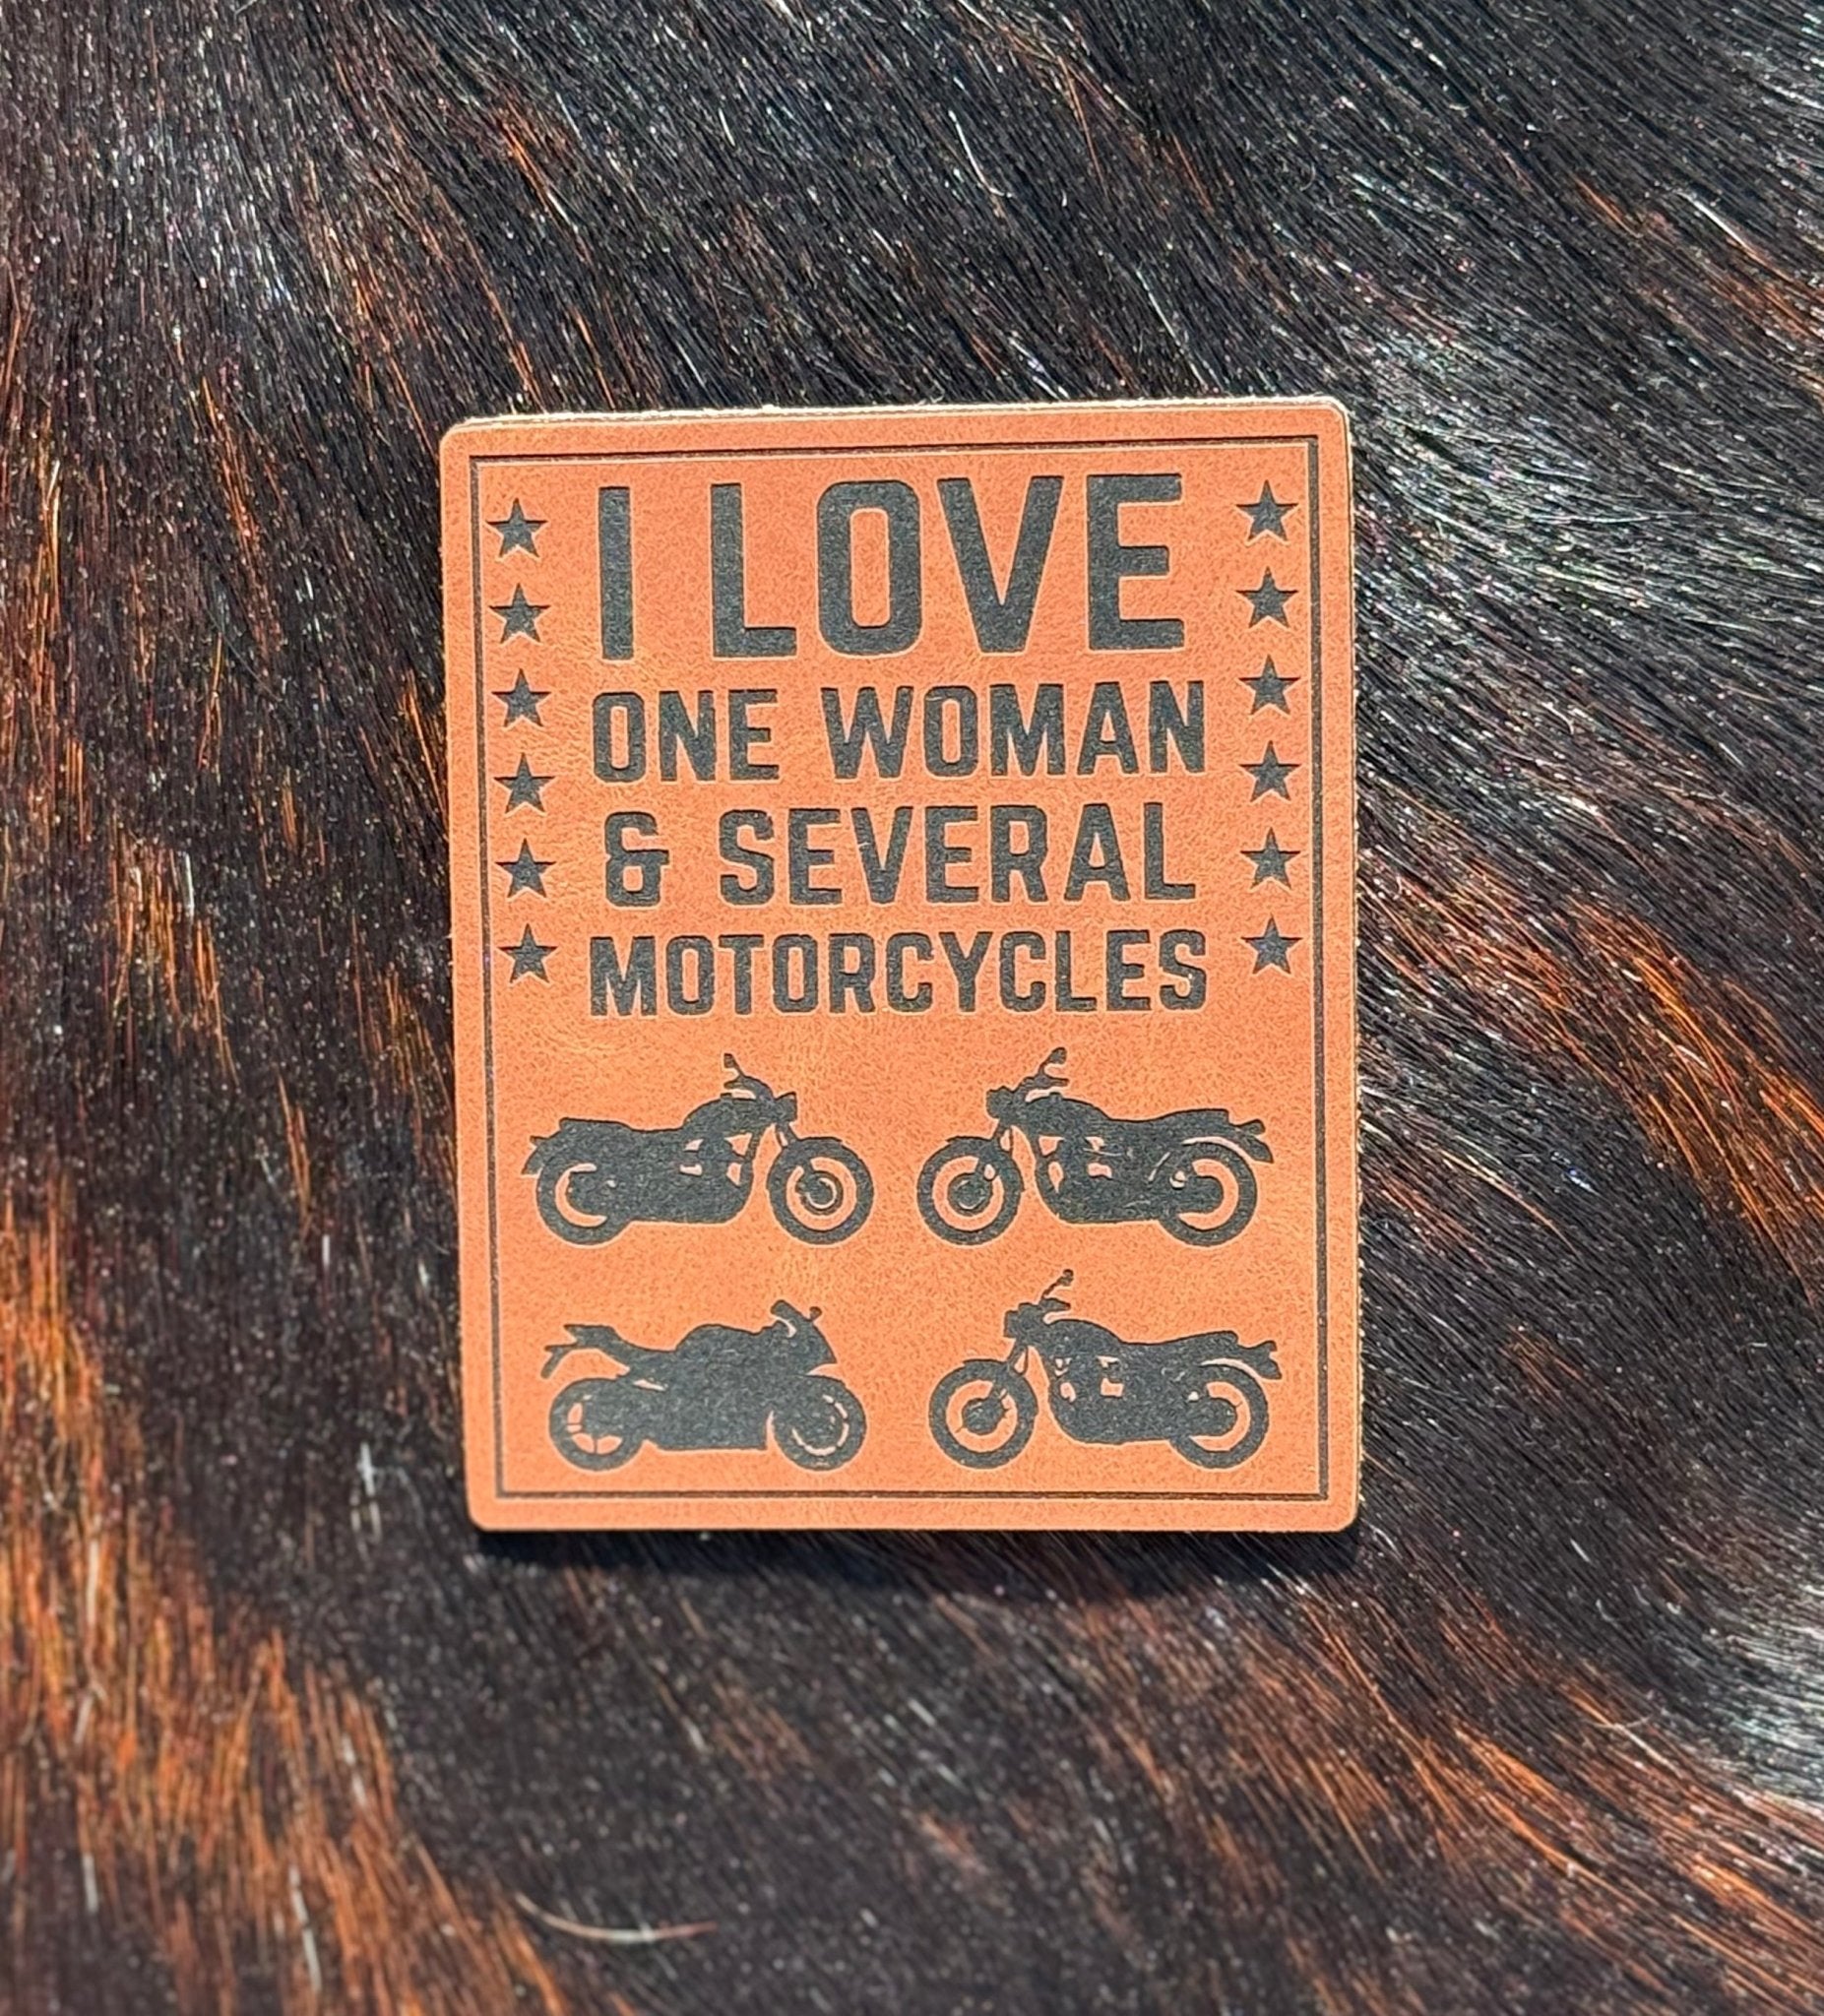 I LOVE
ONE WOMAN
& SEVERAL
MOTORCYCLES